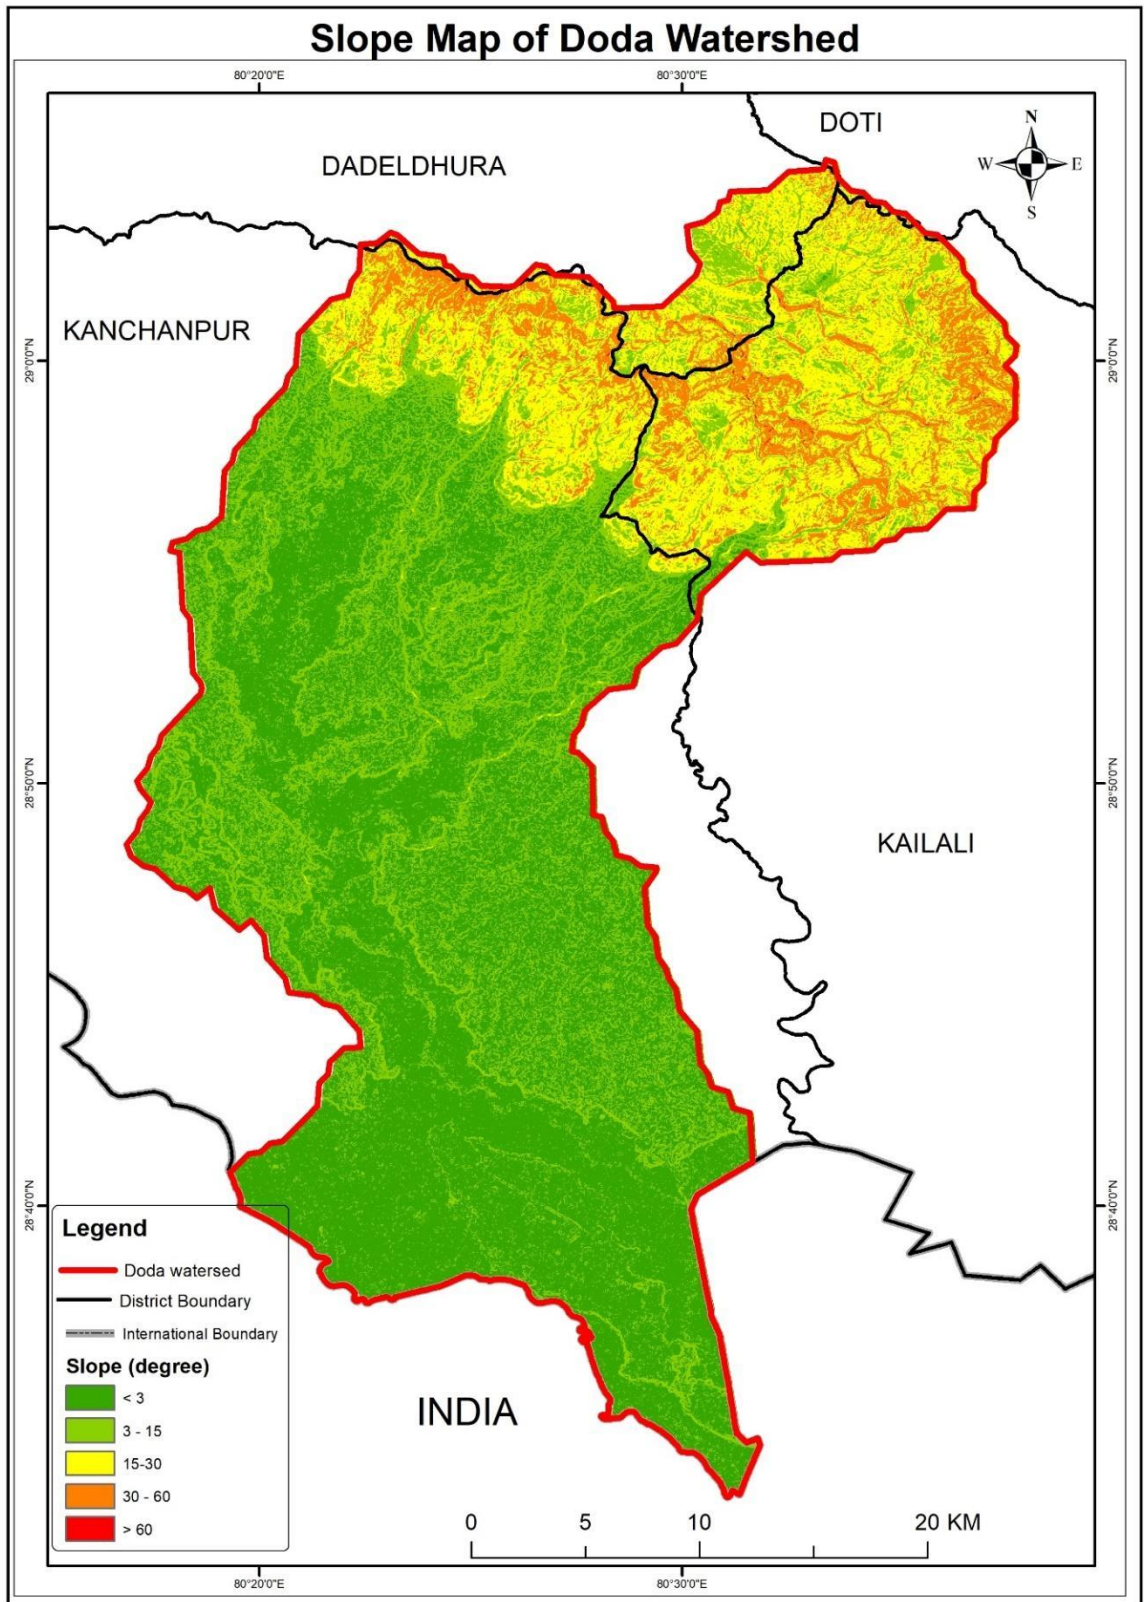 Slope Map of Doda Watershed
80°20'0"E
80°30'0"E
DOTI
N
DADELDHURA
W
E
S
KANCHANPUR
29°0'0"N
29°0'0"N
28°50'0"N
28°50'0"N
KAILALI
28°40'0"N
28°40'0"N
Legend
Doda watersed
District Boundary
International Boundary
Slope (degree)
< 3
3 - 15
15-30
30 - 60
> 60
INDIA
0 5 10 20 KM
80°20'0"E
80°30'0"E